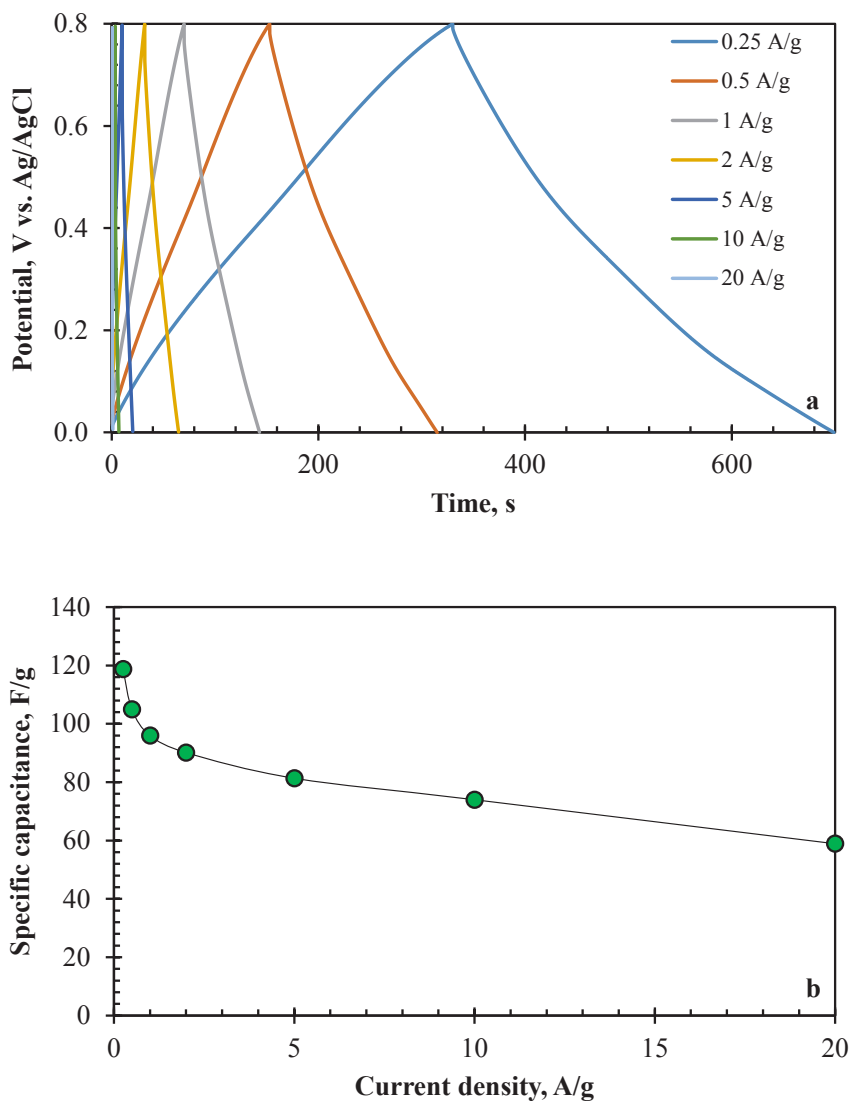 0.8
0.6
0.4
0.2
0.0
Potential, V vs. Ag/AgCl
0.25 A/g
0.5 A/g
1 A/g
2 A/g
5 A/g
10 A/g
20 A/g
a
0 200 400 600
Time, s
140
120
100
80
60
40
20
0
Specific capacitance, F/g
b
0 5 10 15 20
Current density, A/g